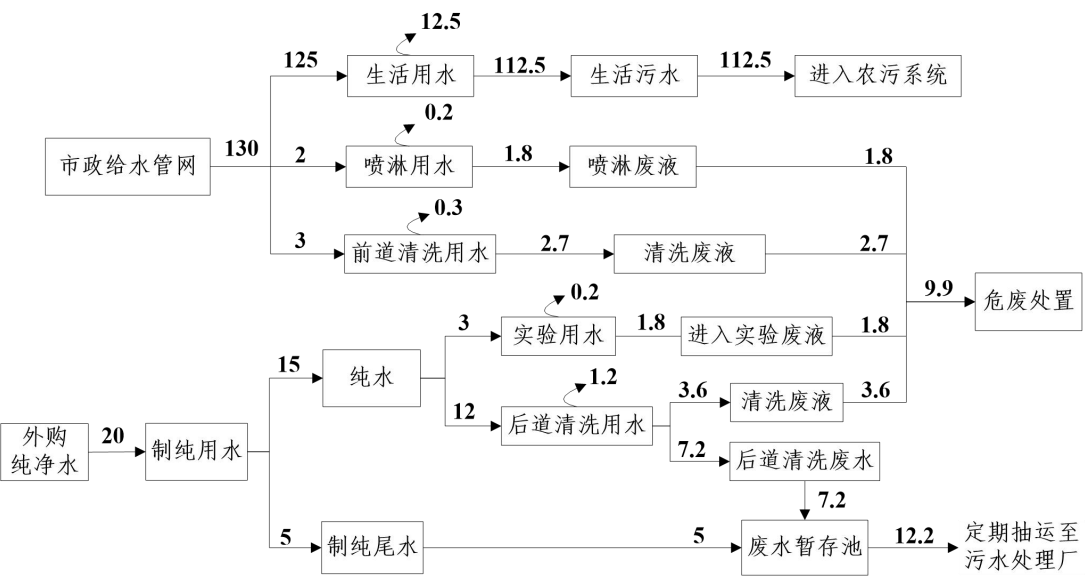 12.5
125
生活用水
112.5
生活污水
112.5
进入农污系统
0.2
市政给水管网
130
2
喷淋用水
1.8
喷淋废液
1.8
0.3
3
前道清洗用水
2.7
清洗废液
2.7
9.9
危废处置
0.2
3
实验用水
1.8
进入实验废液
1.8
15
纯水
1.2
12
后道清洗用水
3.6
清洗废液
3.6
外购
纯净水
20
制纯用水
7.2
后道清洗废水
7.2
5
制纯尾水
5
废水暂存池
12.2
定期抽运至
污水处理厂